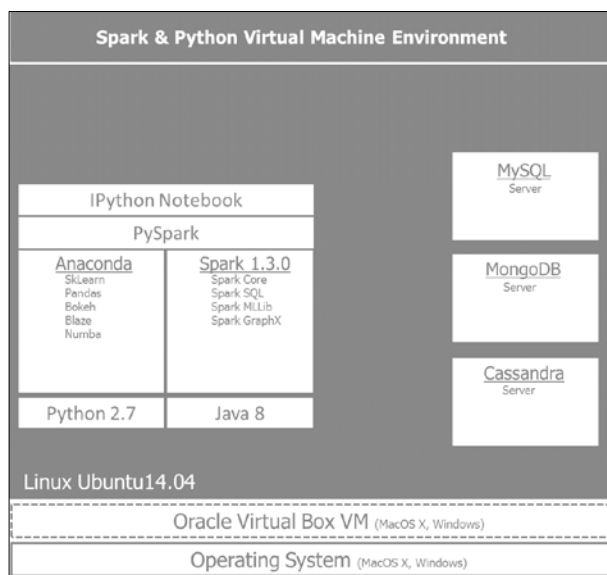 Spark & Python Virtual Machine Environment
IPython Notebook
PySpark
Anaconda
SkLearn
Pandas
Bokeh
Blaze
Numba
Spark 1.3.0
Spark Core
Spark SQL
Spark MLLib
Spark GraphX
Python 2.7
Java 8
MySQL
Server
MongoDB
Server
Cassandra
Server
Linux Ubuntu14.04
Oracle Virtual Box VM (MacOS X, Windows)
Operating System (MacOS X, Windows)